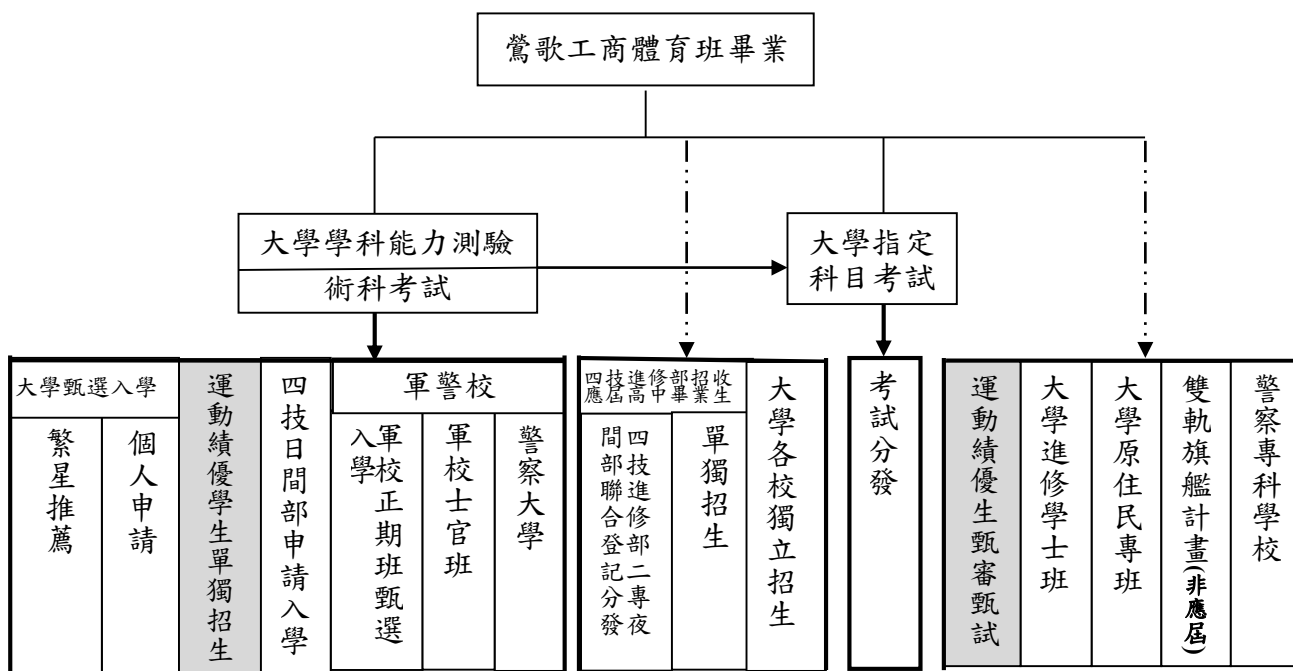 鶯歌工商體育班畢業
大學學科能力測驗
術科考試
大學指定
科目考試
大學甄選入學
繁星推薦
個人申請
運動績優學生單獨招生
四技日間部申請入學
軍警校
軍校正期班甄選
入學
軍校士官班
警察大學
四技進修部招收
應屆高中畢業生
四技進修部二專夜
間部聯合登記分發
單獨招生
大學各校獨立招生
考試分發
運動績優生甄審甄試
大學進修學士班
大學原住民專班
雙軌旗艦計畫(非應屆)
警察專科學校